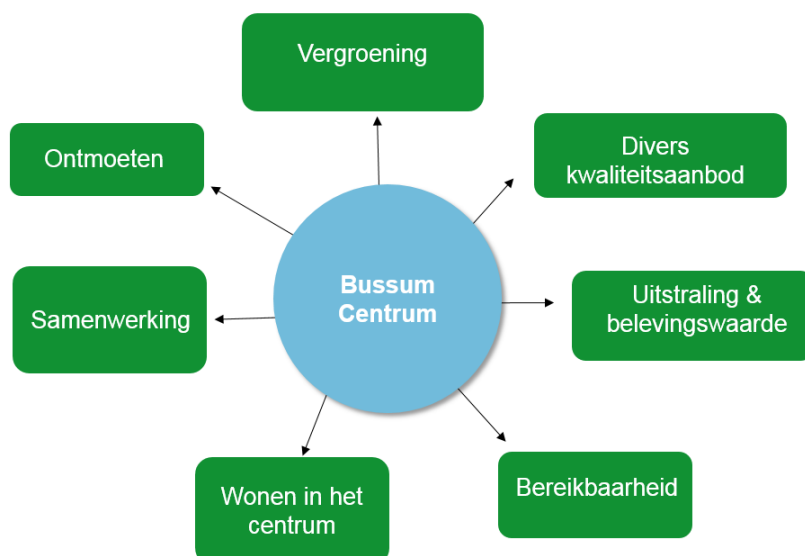 Vergroening
Ontmoeten
Divers
kwaliteitsaanbod
Bussum
Centrum
Samenwerking
Uitstraling &
belevingswaarde
Wonen in het
centrum
Bereikbaarheid